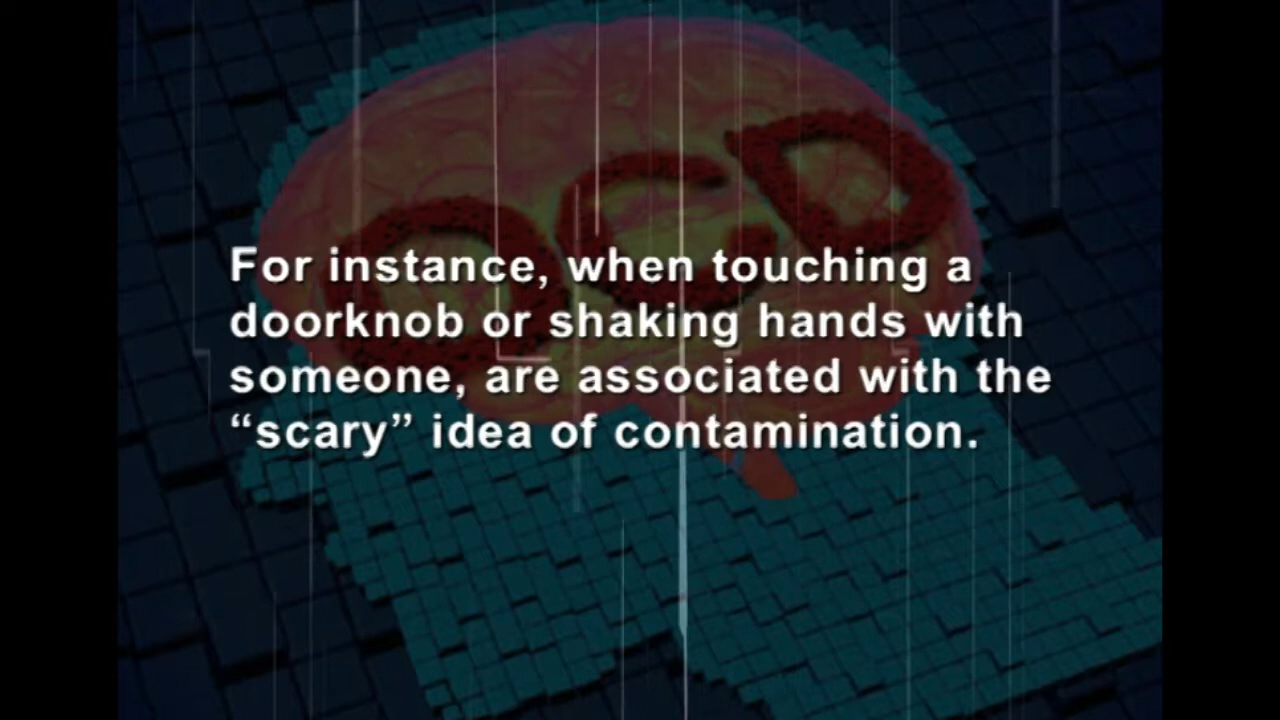 OCD
For instance, when touching a
doorknob or shaking hands with
someone, are associated with the
“scary” idea of contamination.